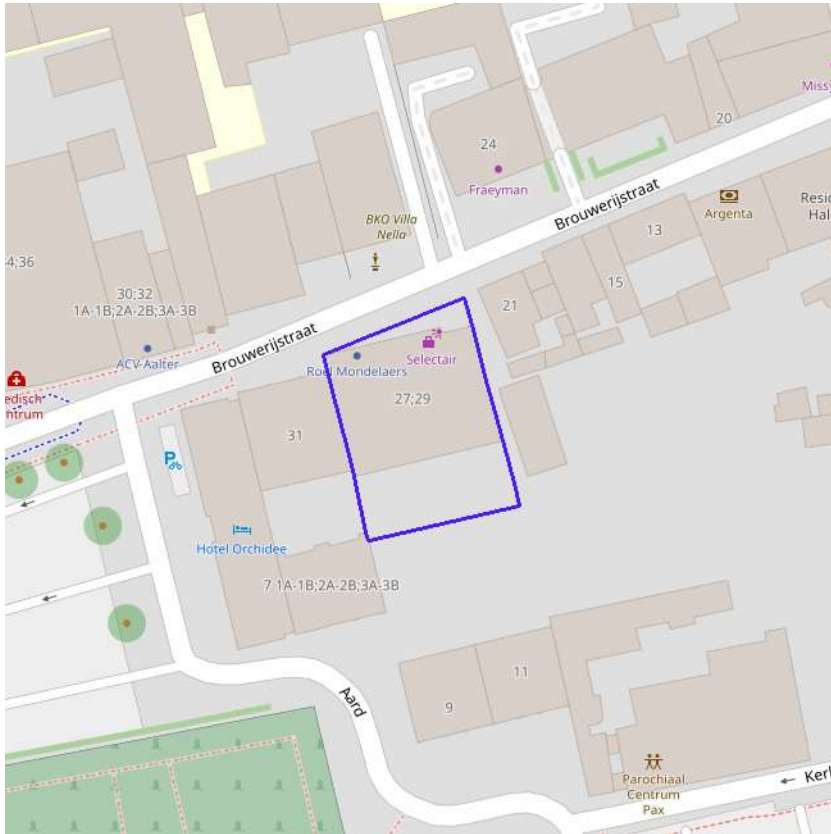 Missy
20
24
Fraeyman
Brouwerijstraat
Argenta
Resid
Hal
BKO Villa
Nella
13
4;36
15
30;32
1A-1B;2A-2B;3A-3B
21
Brouwerijstraat
ACV Aalter
Selectair
Roel Mondelaers
edisch
ntrum
27;29
31
P
Hotel Orchidee
7 1A-1B;2A-2B;3A-3B
11
Aard
9
Parochiaal
Centrum
Pax
Kerk